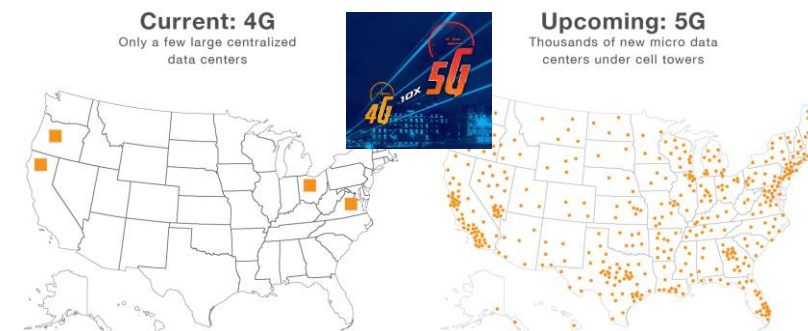 Current: 4G
Only a few large centralized
data centers
4G
10X
5G
Upcoming: 5G
Thousands of new micro data
centers under cell towers